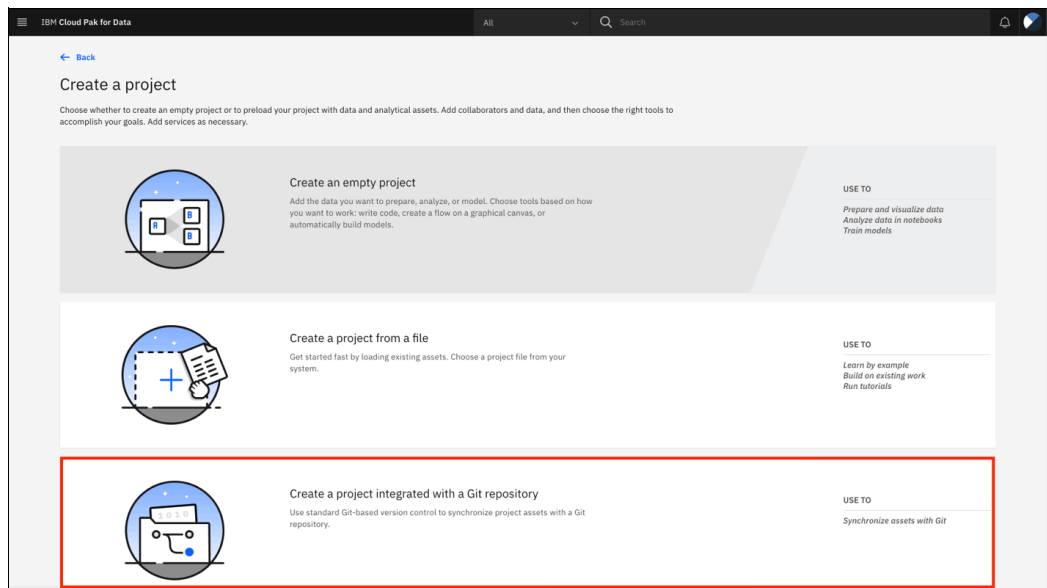 IBM Cloud Pak for Data
All
Search
Back
Create a project
Choose whether to create an empty project or to preload your project with data and analytical assets. Add collaborators and data, and then choose the right tools to
accomplish your goals. Add services as necessary.
Create an empty project
Add the data you want to prepare, analyze, or model. Choose tools based on how
you want to work: write code, create a flow on a graphical canvas, or
automatically build models.
USE TO
Prepare and visualize data
Analyze data in notebooks
Train models
A
B
B
Create a project from a file
Get started fast by loading existing assets. Choose a project file from your
system.
USE TO
Learn by example
Build on existing work
Run tutorials
Create a project integrated with a Git repository
Use standard Git-based version control to synchronize project assets with a Git
repository.
USE TO
Synchronize assets with Git
1010